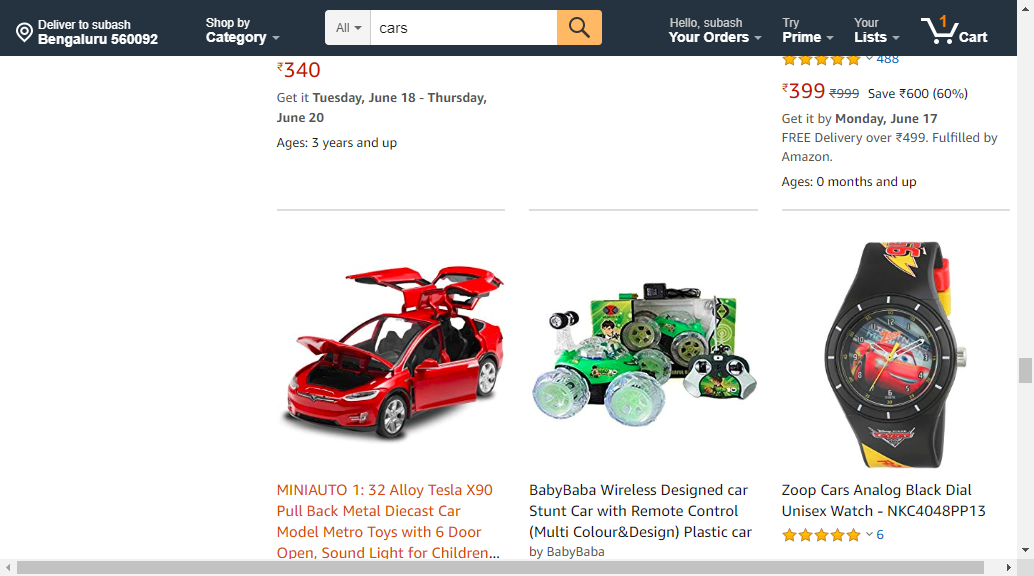 Deliver to subash
Bengaluru 560092
Shop by
Category
All
cars
Hello, subash
Your Orders
Try
Prime
Your
Lists
1
Cart
₹340
Get it Tuesday, June 18 - Thursday,
June 20
Ages: 3 years and up
488
₹399 ₹999 Save ₹600 (60%)
Get it by Monday, June 17
FREE Delivery over ₹499. Fulfilled by
Amazon.
Ages: 0 months and up
MINIAUTO 1: 32 Alloy Tesla X90
Pull Back Metal Diecast Car
Model Metro Toys with 6 Door
Open, Sound Light for Children...
BabyBaba Wireless Designed car
Stunt Car with Remote Control
(Multi Colour&Design) Plastic car
by BabyBaba
Zoop Cars Analog Black Dial
Unisex Watch - NKC4048PP13
6